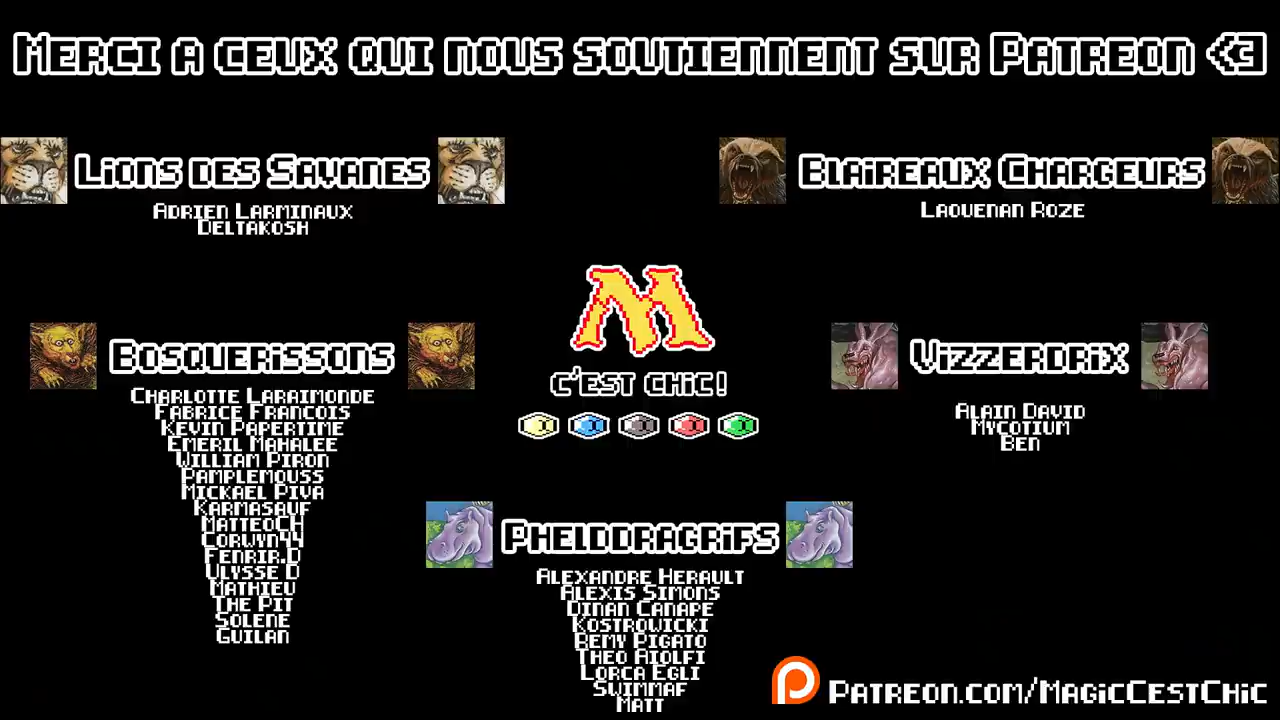 Merci a ceux qui nous soutiennent sur Patreon <3
Lions des Savanes
Adrien Larminaux
Deltakosh
Blaireaux Chargeurs
Laouenan Roze
M
C'est chic!
Bosquerissons
Charlotte Laraimonde
Fabrice Francois
Kevin Papertime
Emeril Mahalee
William Piron
Pamplemouss
Mickael Piva
Karmasauf
MatteoCH
Corwyn44
Fenrir.D
Ulysse D
Mathieu
The Pit
Solene
Guilan
Vizzerdrix
Alain David
Mycotium
Ben
Phelddragrifs
Alexandre Herault
Alexis Simons
Dinan Canape
Kostrowicki
Remy Pigato
Theo Aiolfi
Lorca Egli
Swimmaf
Matt
Patreon.com/MagicCestChic